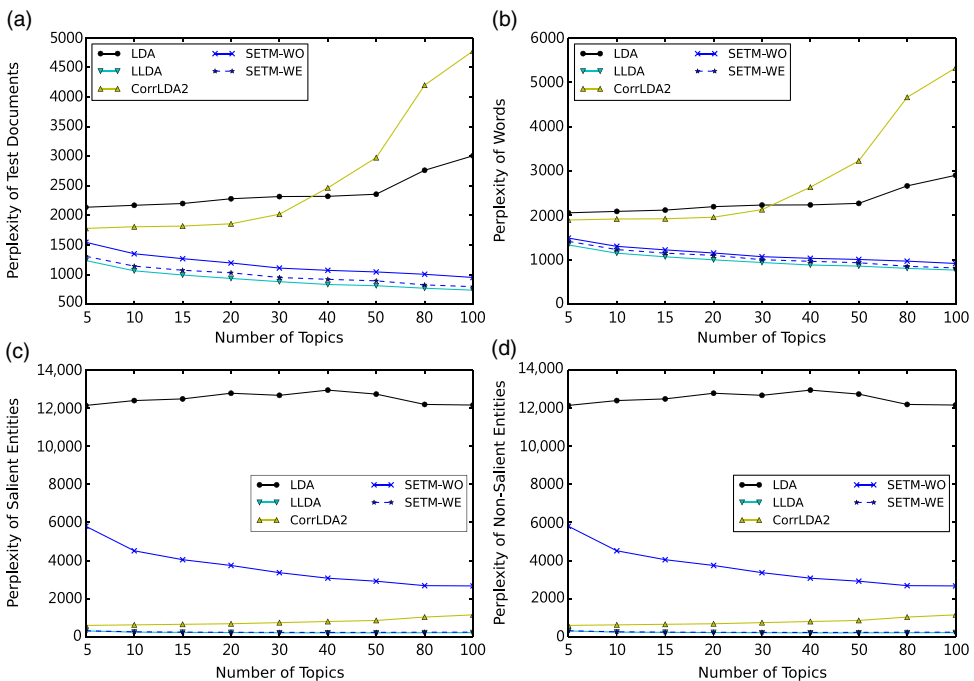 (a)
5000
4500
4000
3500
3000
2500
2000
1500
1000
500
Perplexity of Test Documents
LDA
LLDA
CorrLDA2
SETM-WO
SETM-WE
5 10 15 20 30 40 50 80 100
Number of Topics
(b)
6000
5000
4000
3000
2000
1000
0
Perplexity of Words
LDA
LLDA
CorrLDA2
SETM-WO
SETM-WE
5 10 15 20 30 40 50 80 100
Number of Topics
(c)
14,000
12,000
10,000
8000
6000
4000
2000
0
Perplexity of Salient Entities
LDA
LLDA
CorrLDA2
SETM-WO
SETM-WE
5 10 15 20 30 40 50 80 100
Number of Topics
(d)
14,000
12,000
10,000
8000
6000
4000
2000
0
Perplexity of Non-Salient Entities
LDA
LLDA
CorrLDA2
SETM-WO
SETM-WE
5 10 15 20 30 40 50 80 100
Number of Topics